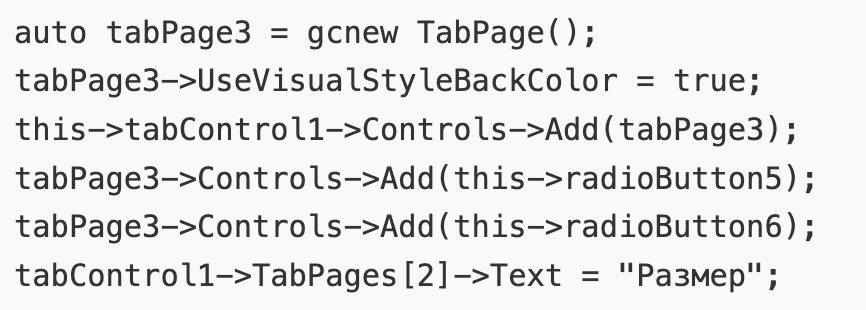 auto tabPage3 = gcnew TabPage();
tabPage3->UseVisualStyleBackColor = true;
this->tabControl1->Controls->Add(tabPage3);
tabPage3->Controls->Add(this->radioButton5);
tabPage3->Controls->Add(this->radioButton6);
tabControl1->TabPages[2]->Text = "Размер";